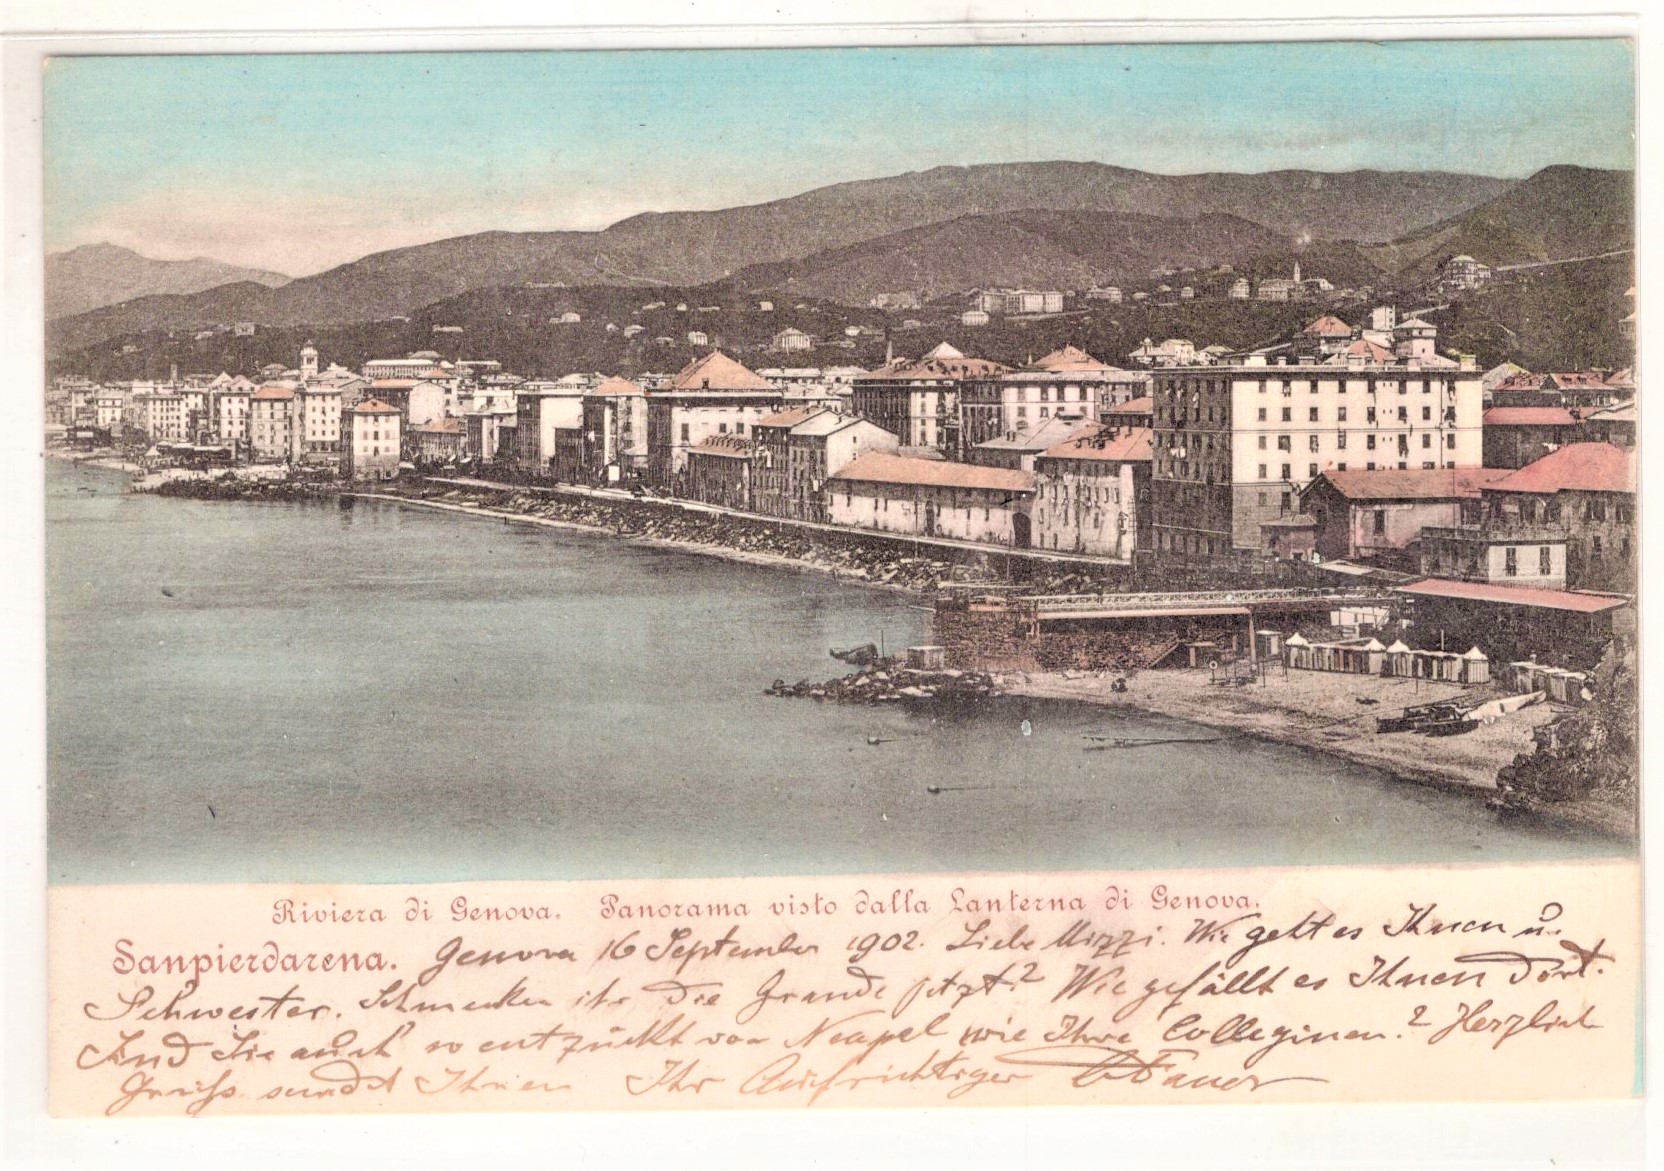 Riviera di Genova. Panorama visto dalla Lanterna di Genova.
Sanpierdarena. Genova 16 September 1902. Liebe Mizzi. Wie geht es Ihnen u.
Schwester. Schmecken ihr die Grande jetzt? Wie gefällt es Ihnen dort.
Sind Sie auch so entzückt von Neapel wie Ihre Colleginen? Herzlich
Gruß sendet Ihnen Ihr Aufrichtiger